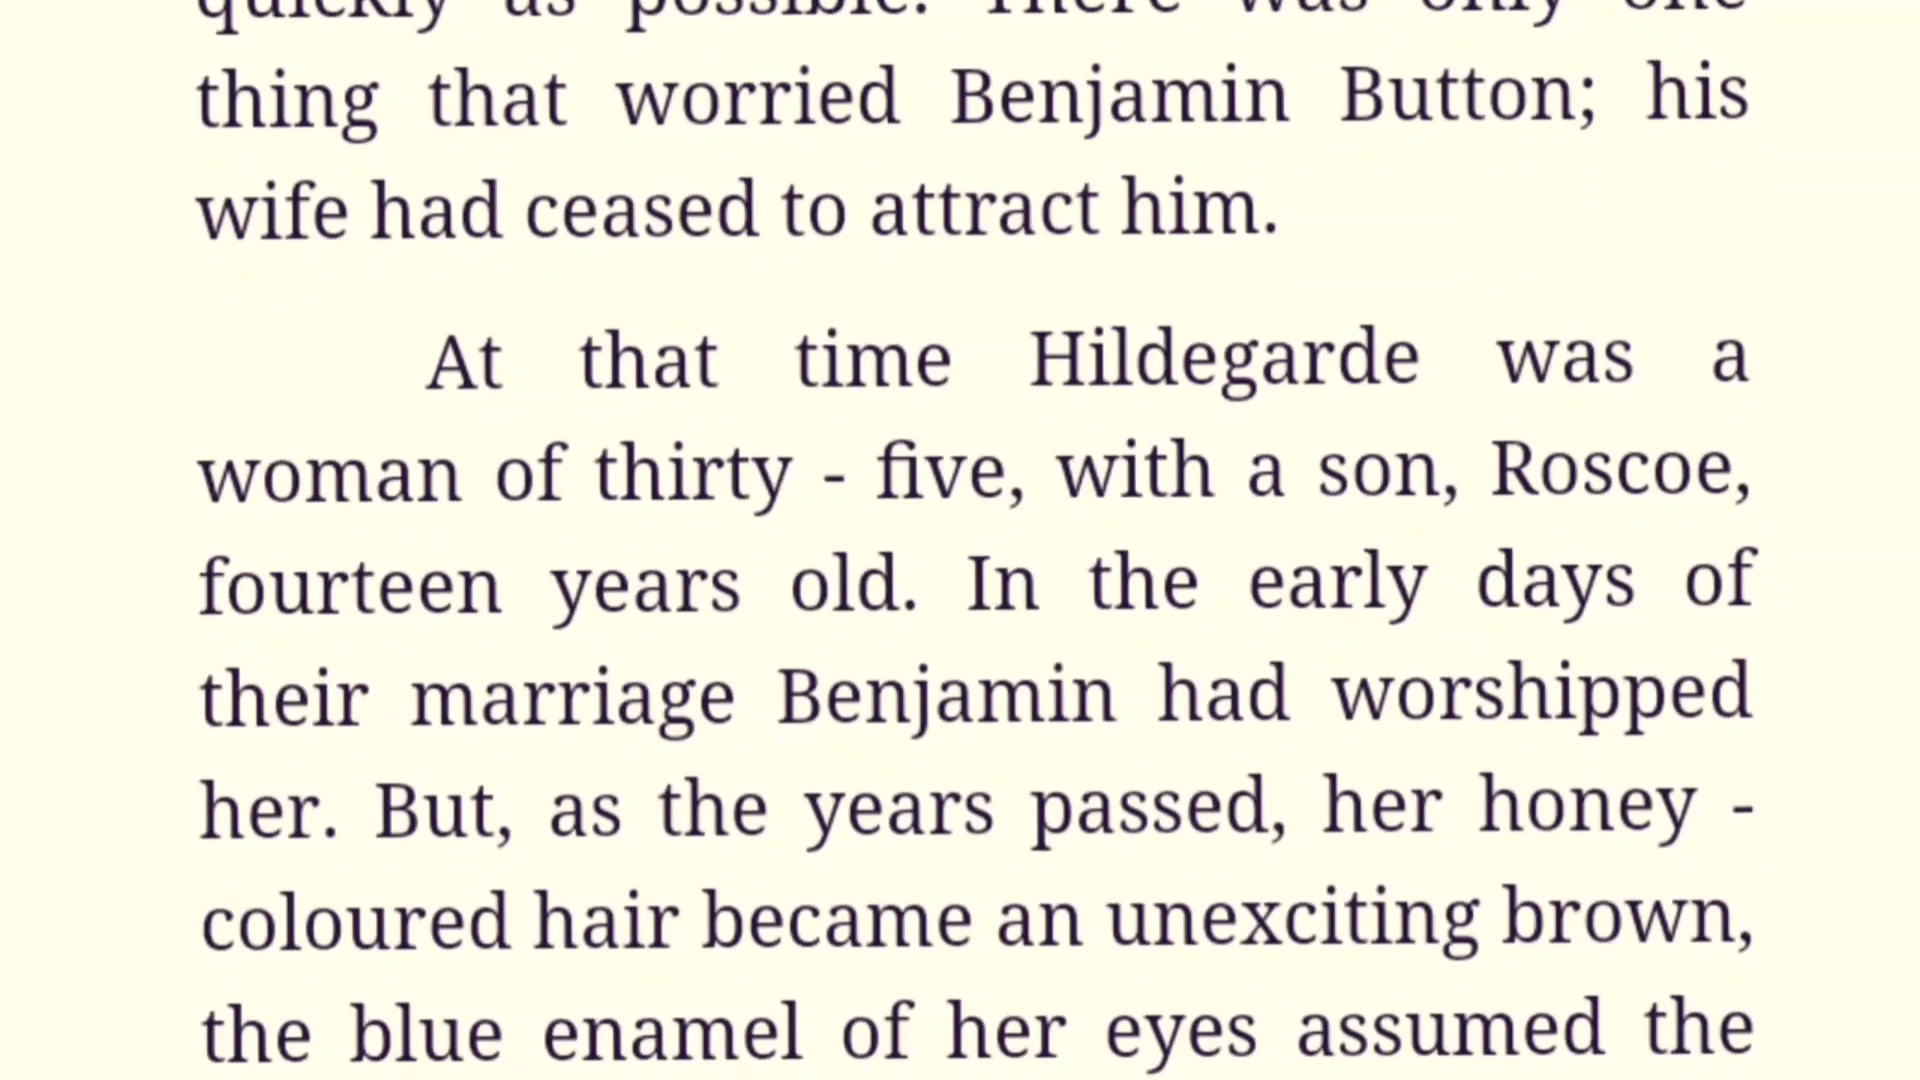 quickly as possible. There was only one
thing that worried Benjamin Button; his
wife had ceased to attract him.
At that time Hildegarde was a
woman of thirty - five, with a son, Roscoe,
fourteen years old. In the early days of
their marriage Benjamin had worshipped
her. But, as the years passed, her honey -
coloured hair became an unexciting brown,
the blue enamel of her eyes assumed the